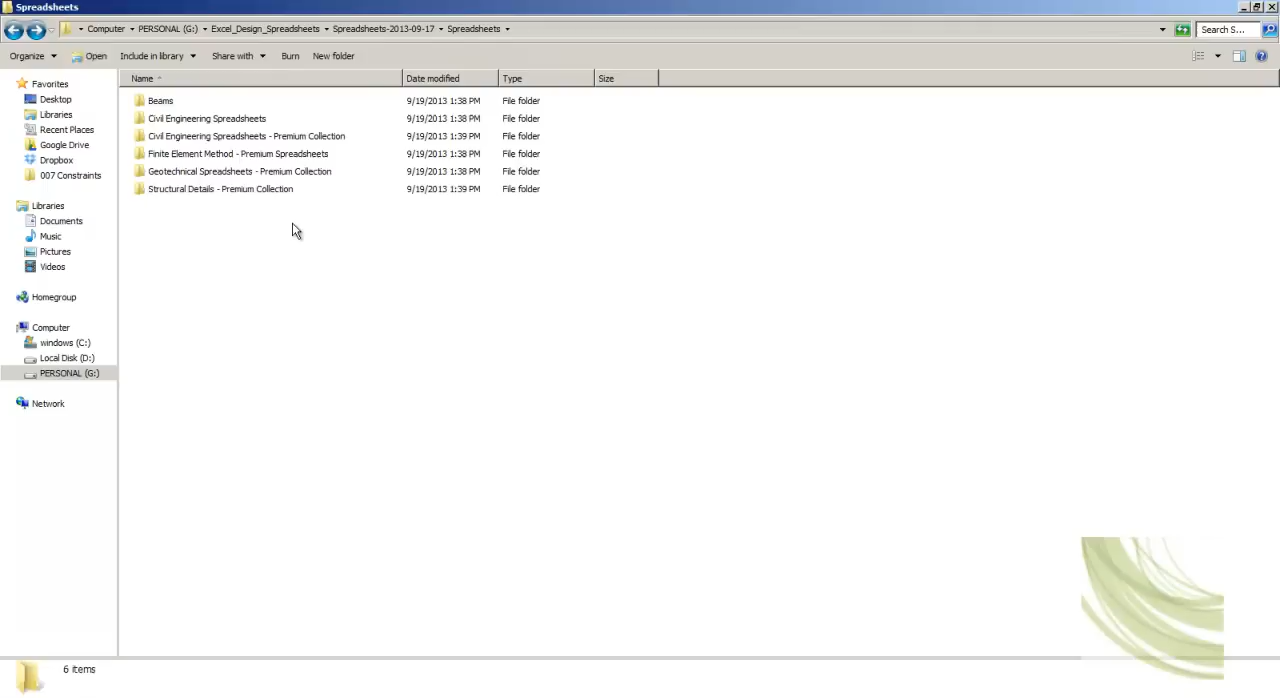 Spreadsheets
Computer PERSONAL (G:) Excel_Design_Spreadsheets Spreadsheets-2013-09-17 Spreadsheets Search S...
Organize Open Include in library Share with Burn New folder
Name Date modified Type Size
Favorites
Desktop
Libraries
Recent Places
Google Drive
Dropbox
007 Constraints
Libraries
Documents
Music
Pictures
Videos
Homegroup
Computer
windows (C:)
Local Disk (D:)
PERSONAL (G:)
Network
Beams 9/19/2013 1:38 PM File folder
Civil Engineering Spreadsheets 9/19/2013 1:38 PM File folder
Civil Engineering Spreadsheets - Premium Collection 9/19/2013 1:39 PM File folder
Finite Element Method - Premium Spreadsheets 9/19/2013 1:38 PM File folder
Geotechnical Spreadsheets - Premium Collection 9/19/2013 1:38 PM File folder
Structural Details - Premium Collection 9/19/2013 1:39 PM File folder
6 items